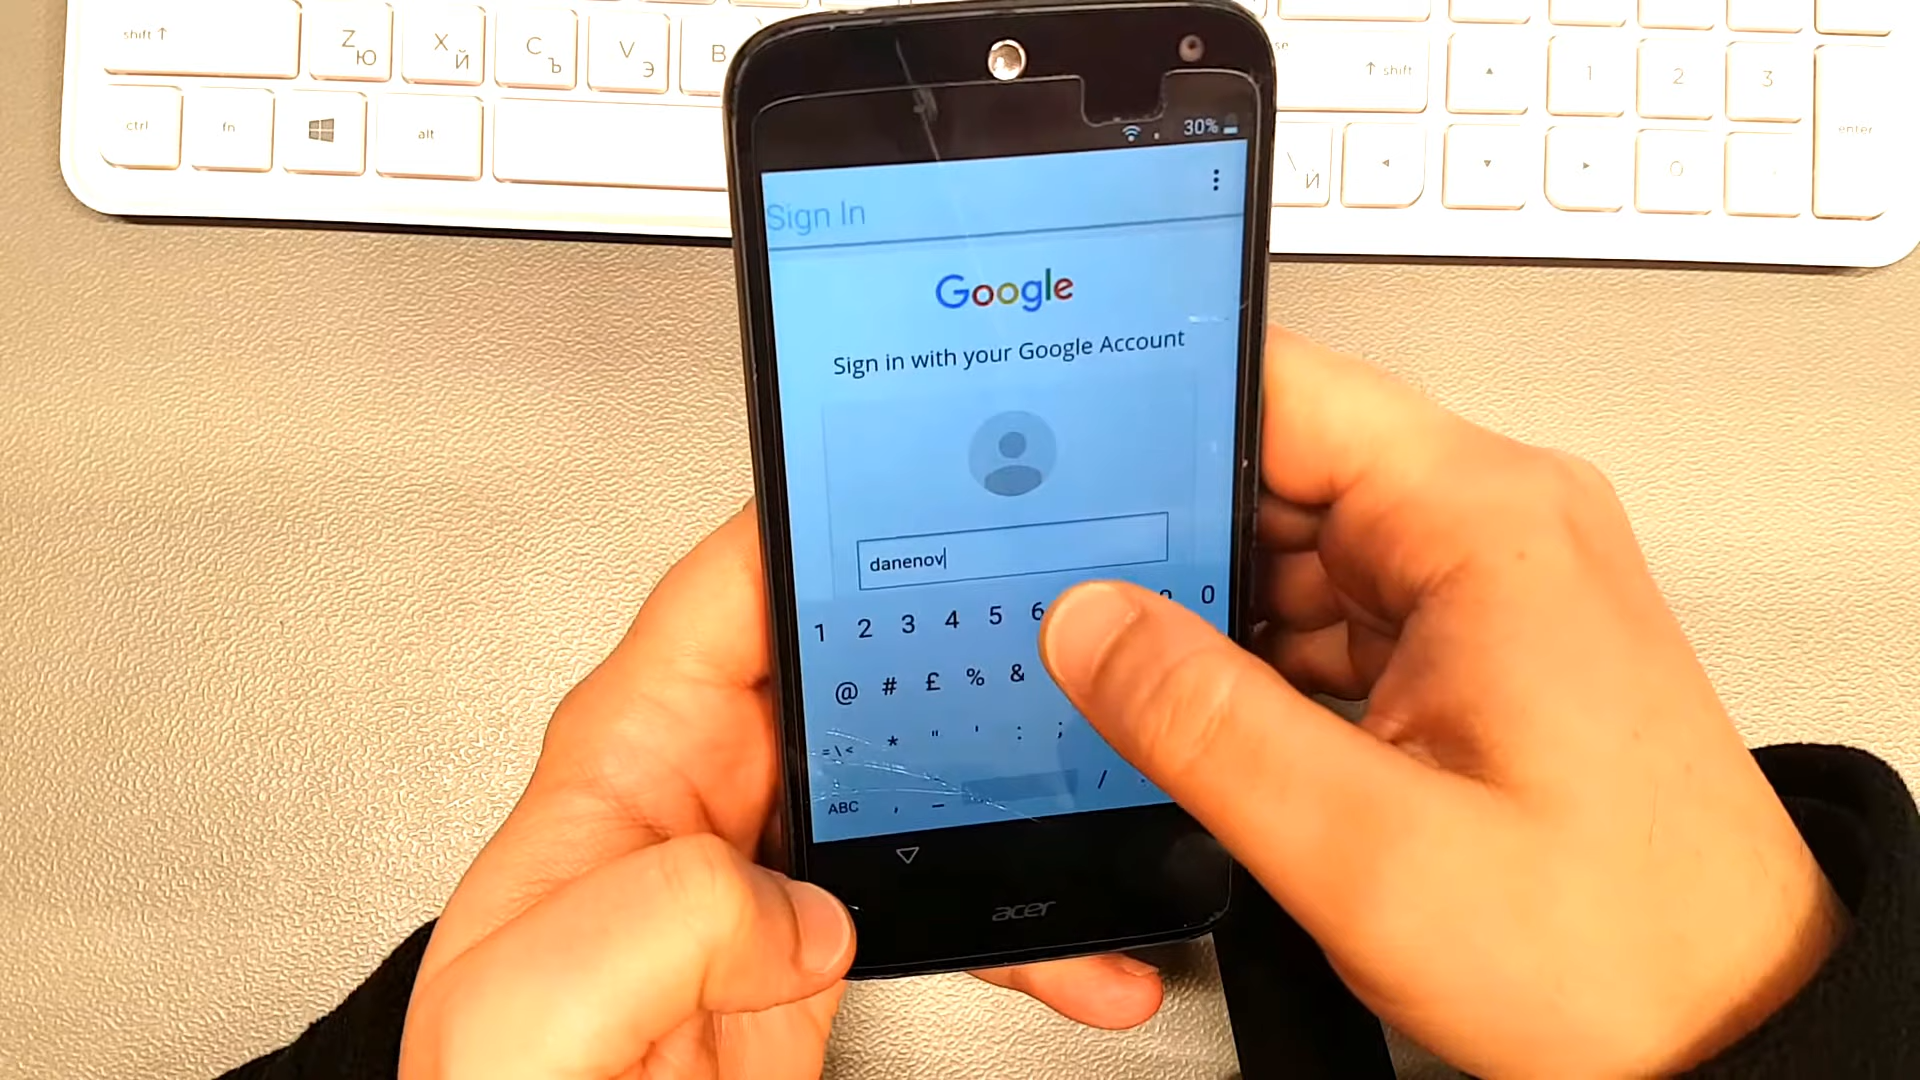 shift ↑
Z Ю
X Й
C Ъ
V Э
B
↑ shift
1
2
3
ctrl
fn
alt
\ Й
0
enter
30%
Sign In
Google
Sign in with your Google Account
danenov
1 2 3 4 5 6 0
@ # £ % &
=\< * " ' : ;
ABC , _ /
acer